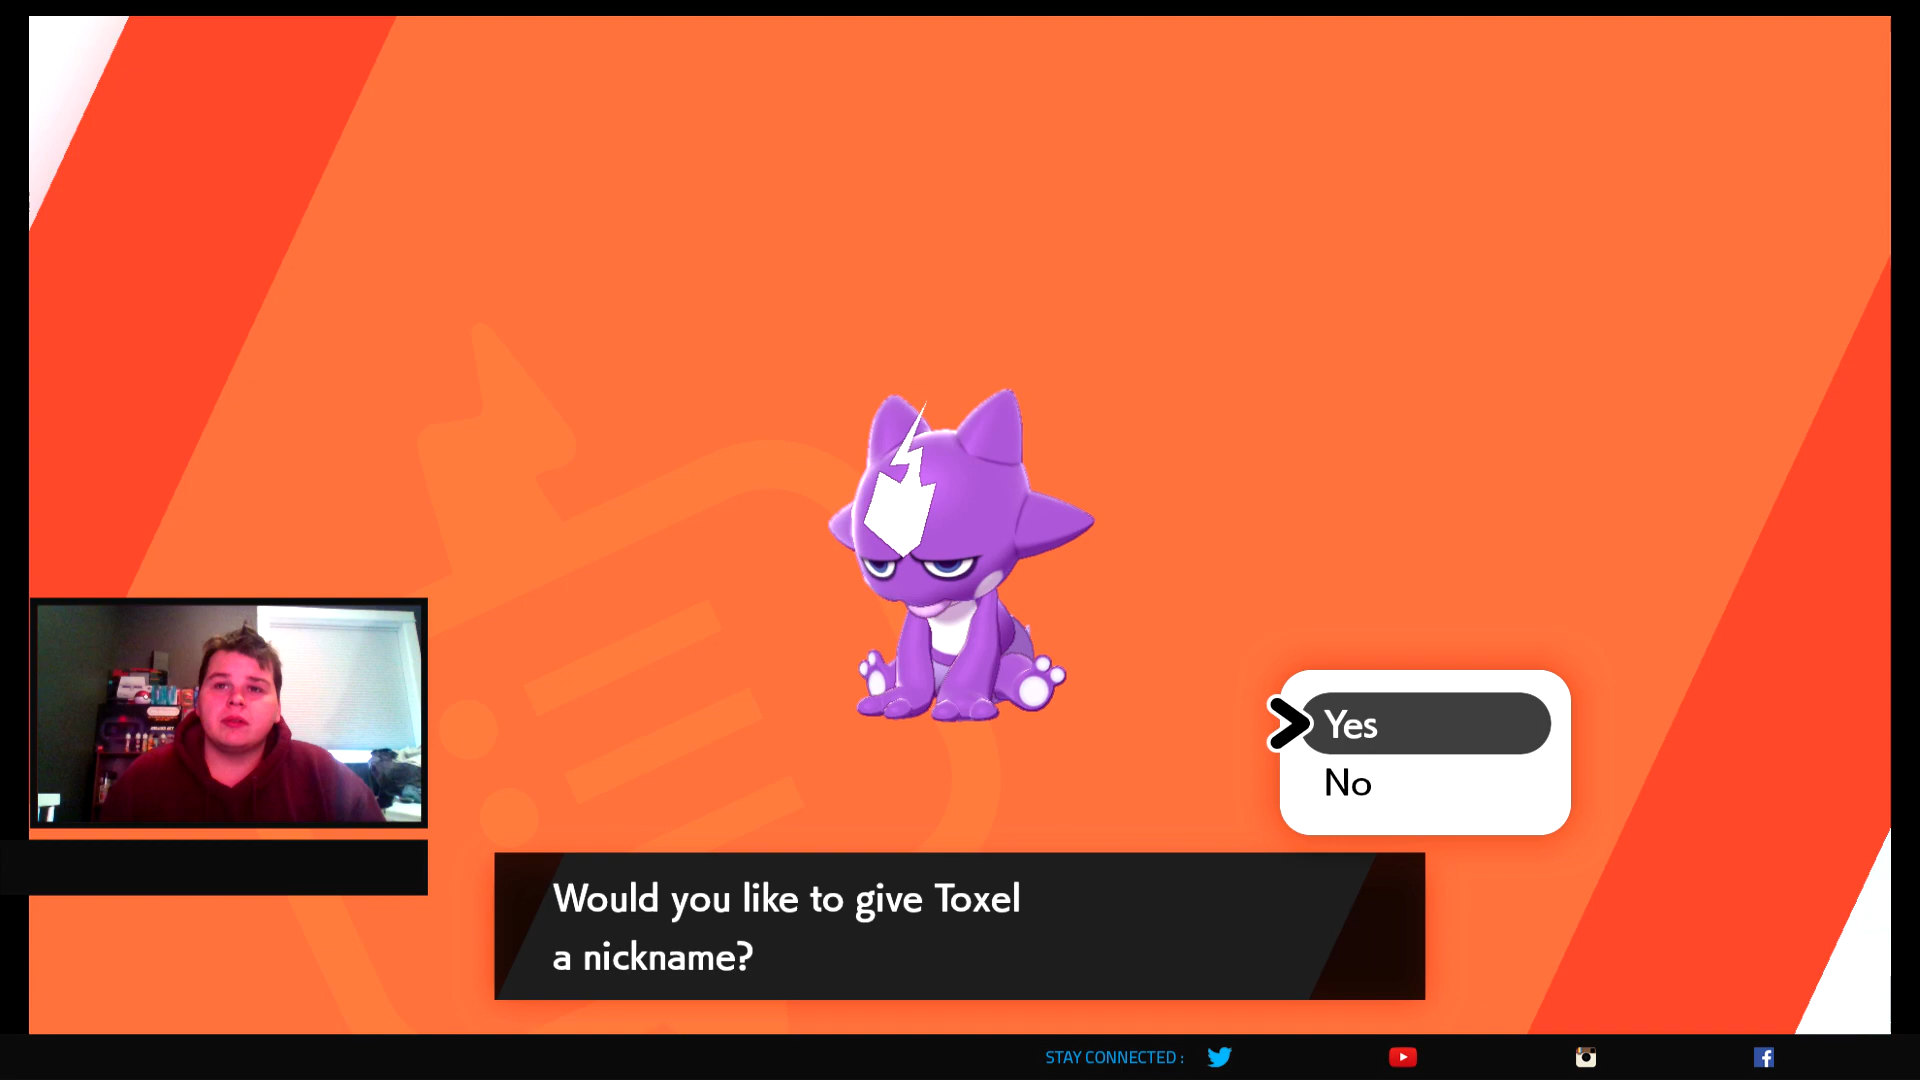 Yes
No
Would you like to give Toxel
a nickname?
STAY CONNECTED :